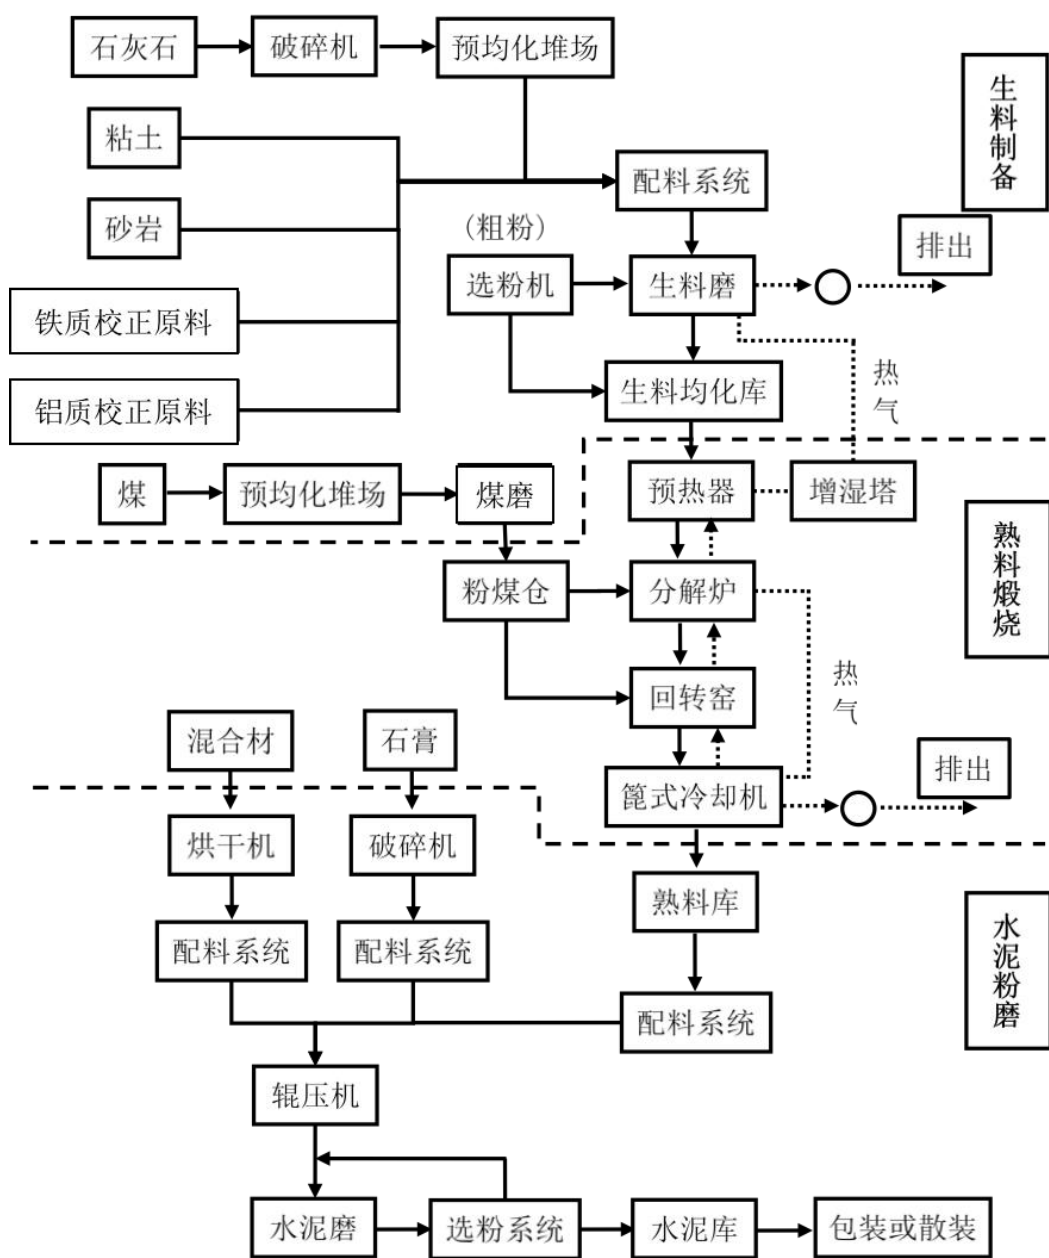 石灰石
破碎机
预均化堆场
生料制备
粘土
配料系统
砂岩
(粗粉)
排出
选粉机
生料磨
铁质校正原料
热气
生料均化库
铝质校正原料
煤
预均化堆场
煤磨
预热器
增湿塔
熟料煅烧
粉煤仓
分解炉
热气
回转窑
混合材
石膏
排出
篦式冷却机
烘干机
破碎机
熟料库
水泥粉磨
配料系统
配料系统
配料系统
辊压机
水泥磨
选粉系统
水泥库
包装或散装